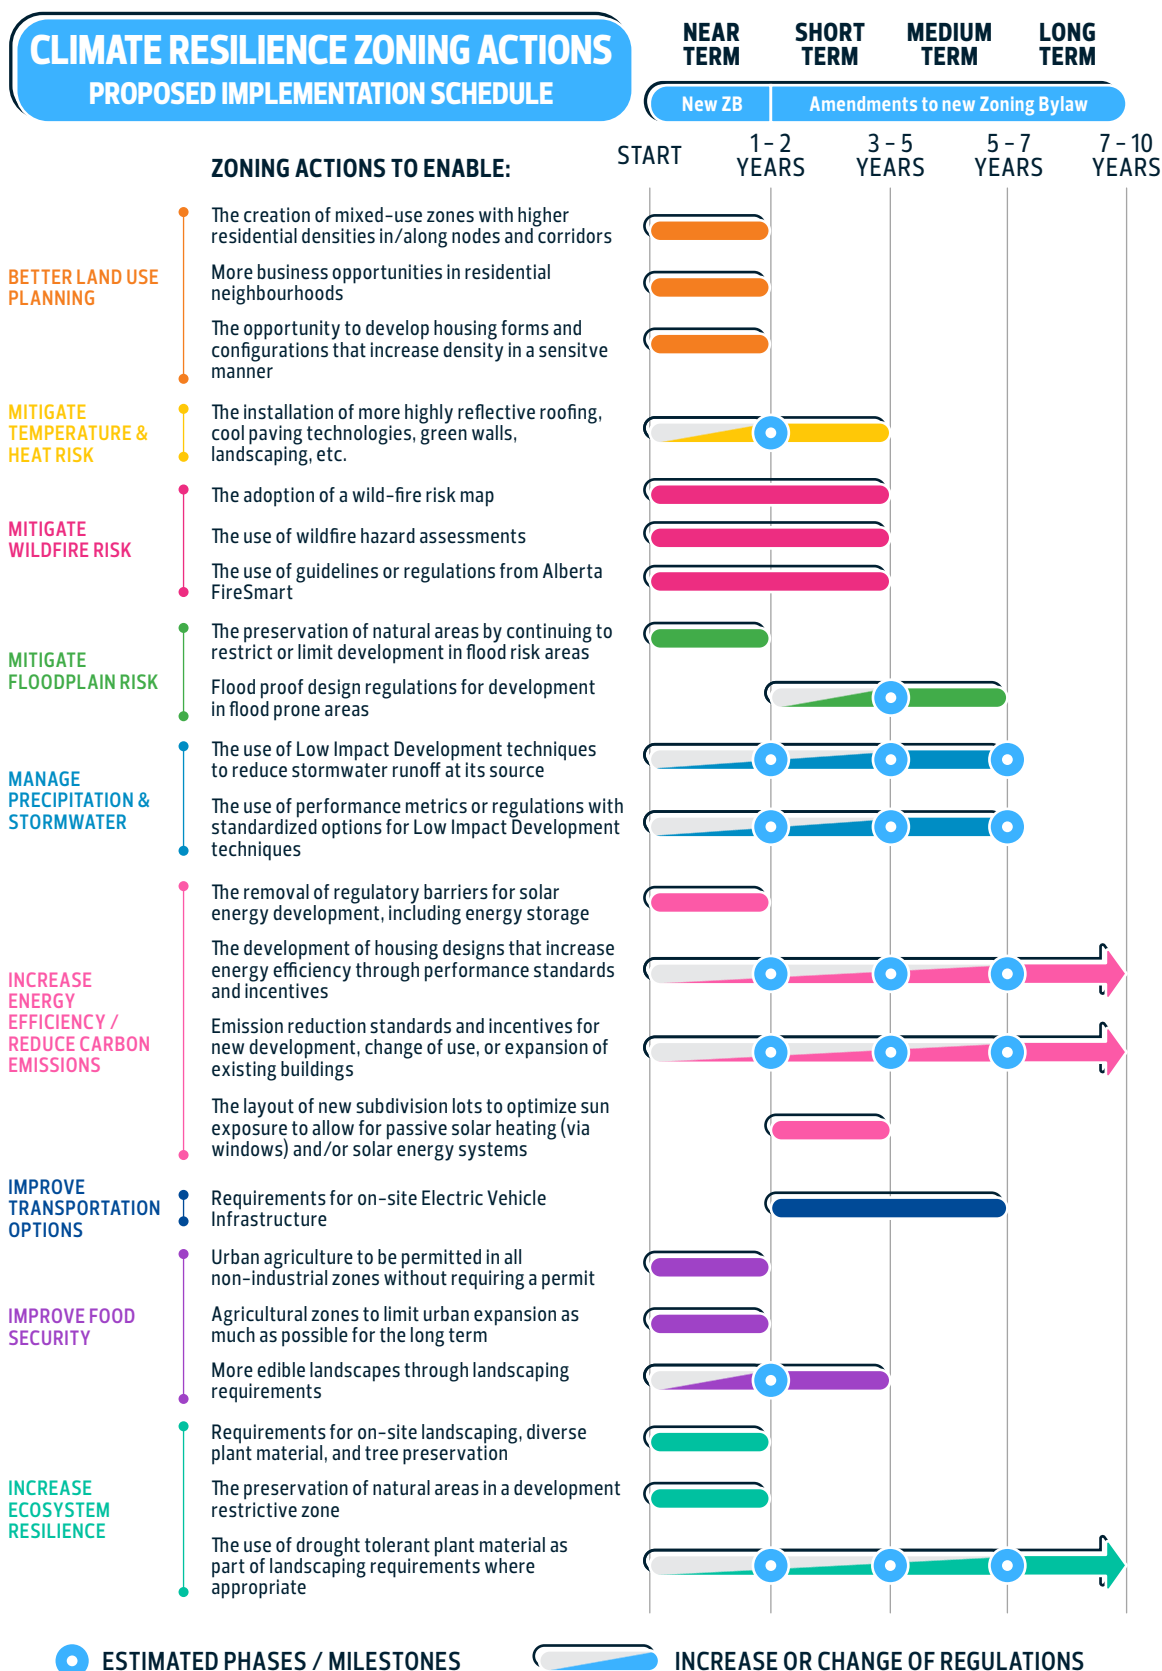 CLIMATE RESILIENCE ZONING ACTIONS
PROPOSED IMPLEMENTATION SCHEDULE
NEAR
TERM
SHORT
TERM
MEDIUM
TERM
LONG
TERM
New ZB
Amendments to new Zoning Bylaw
START
1 – 2
YEARS
3 – 5
YEARS
5 – 7
YEARS
7 – 10
YEARS
ZONING ACTIONS TO ENABLE:
BETTER LAND USE
PLANNING
The creation of mixed-use zones with higher
residential densities in/along nodes and corridors
More business opportunities in residential
neighbourhoods
The opportunity to develop housing forms and
configurations that increase density in a sensitve
manner
MITIGATE
TEMPERATURE &
HEAT RISK
The installation of more highly reflective roofing,
cool paving technologies, green walls,
landscaping, etc.
MITIGATE
WILDFIRE RISK
The adoption of a wild-fire risk map
The use of wildfire hazard assessments
The use of guidelines or regulations from Alberta
FireSmart
MITIGATE
FLOODPLAIN RISK
The preservation of natural areas by continuing to
restrict or limit development in flood risk areas
Flood proof design regulations for development
in flood prone areas
MANAGE
PRECIPITATION &
STORMWATER
The use of Low Impact Development techniques
to reduce stormwater runoff at its source
The use of performance metrics or regulations with
standardized options for Low Impact Development
techniques
INCREASE
ENERGY
EFFICIENCY /
REDUCE CARBON
EMISSIONS
The removal of regulatory barriers for solar
energy development, including energy storage
The development of housing designs that increase
energy efficiency through performance standards
and incentives
Emission reduction standards and incentives for
new development, change of use, or expansion of
existing buildings
The layout of new subdivision lots to optimize sun
exposure to allow for passive solar heating (via
windows) and/or solar energy systems
IMPROVE
TRANSPORTATION
OPTIONS
Requirements for on-site Electric Vehicle
Infrastructure
IMPROVE FOOD
SECURITY
Urban agriculture to be permitted in all
non-industrial zones without requiring a permit
Agricultural zones to limit urban expansion as
much as possible for the long term
More edible landscapes through landscaping
requirements
INCREASE
ECOSYSTEM
RESILIENCE
Requirements for on-site landscaping, diverse
plant material, and tree preservation
The preservation of natural areas in a development
restrictive zone
The use of drought tolerant plant material as
part of landscaping requirements where
appropriate
ESTIMATED PHASES / MILESTONES
INCREASE OR CHANGE OF REGULATIONS